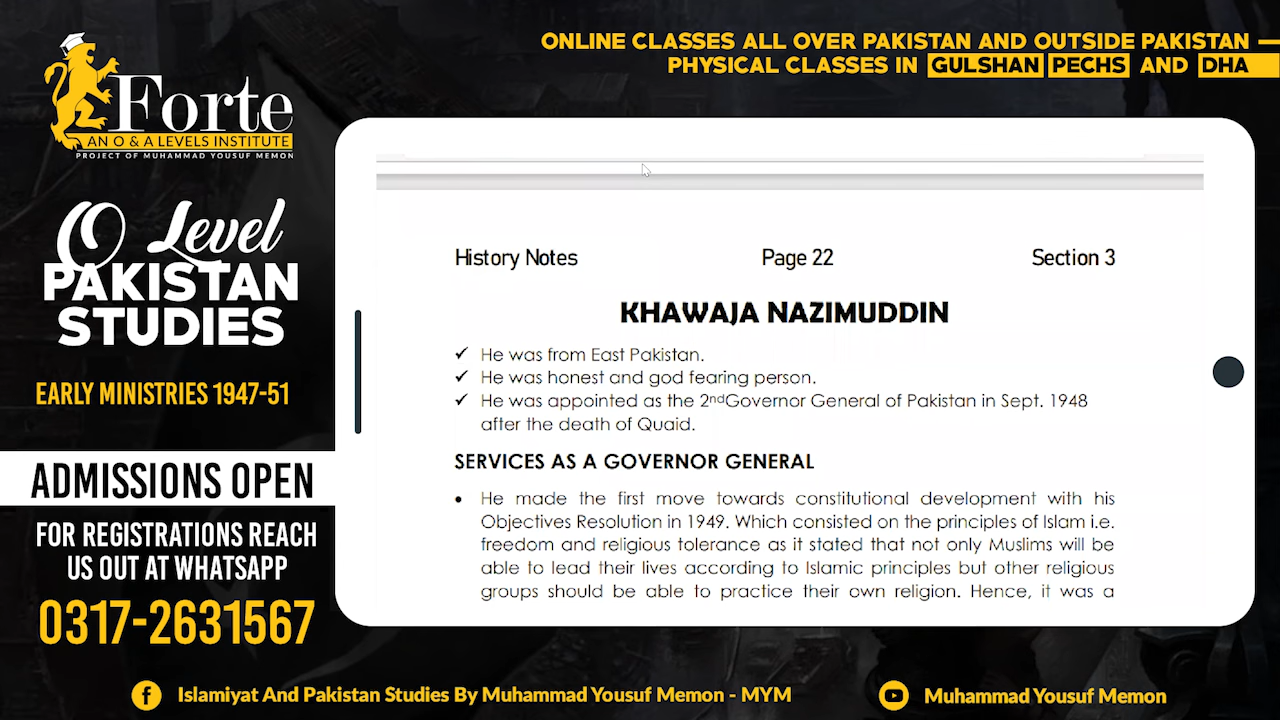 Forte
AN O & A LEVELS INSTITUTE
PROJECT OF MUHAMMAD YOUSUF MEMON
O Level
PAKISTAN
STUDIES
EARLY MINISTRIES 1947-51
ADMISSIONS OPEN
FOR REGISTRATIONS REACH
US OUT AT WHATSAPP
0317-2631567
ONLINE CLASSES ALL OVER PAKISTAN AND OUTSIDE PAKISTAN
PHYSICAL CLASSES IN GULSHAN PECHS AND DHA
History Notes Page 22 Section 3
KHAWAJA NAZIMUDDIN
✓ He was from East Pakistan.
✓ He was honest and god fearing person.
✓ He was appointed as the 2ndGovernor General of Pakistan in Sept. 1948
after the death of Quaid.
SERVICES AS A GOVERNOR GENERAL
• He made the first move towards constitutional development with his
Objectives Resolution in 1949. Which consisted on the principles of Islam i.e.
freedom and religious tolerance as it stated that not only Muslims will be
able to lead their lives according to Islamic principles but other religious
groups should be able to practice their own religion. Hence, it was a
Islamiyat And Pakistan Studies By Muhammad Yousuf Memon - MYM
Muhammad Yousuf Memon